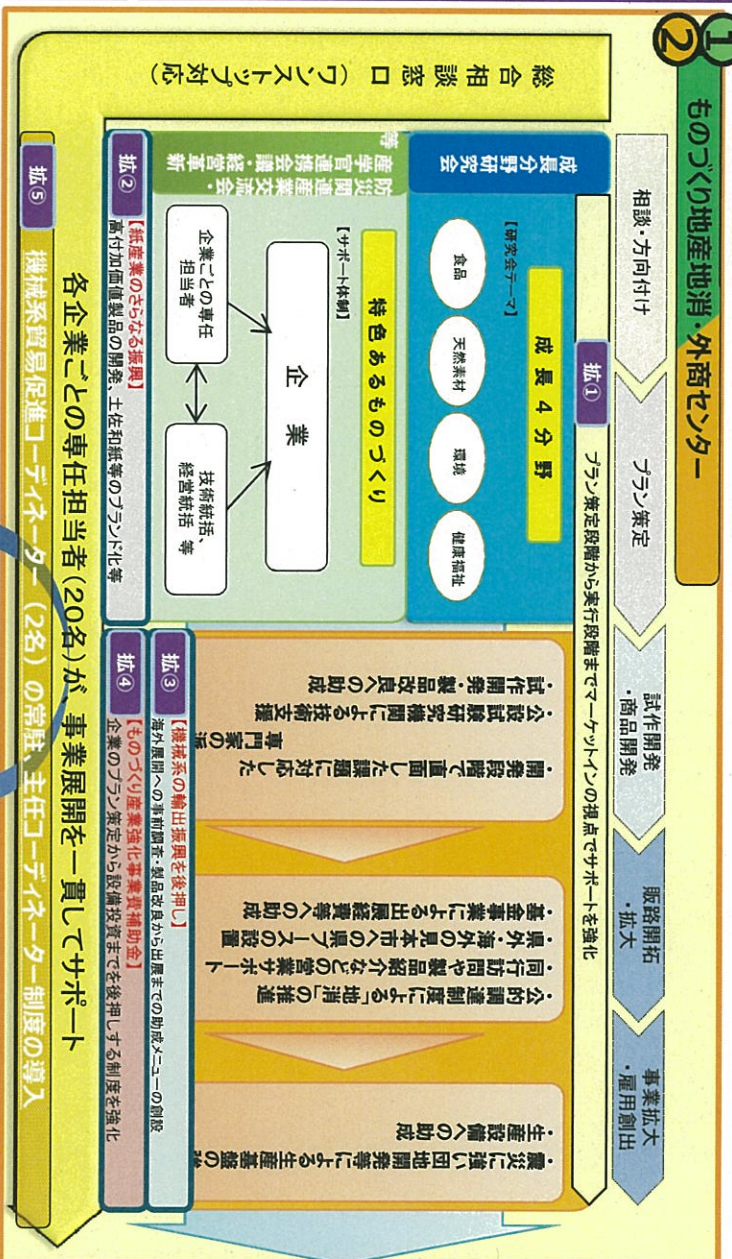 ①
②
ものづくり地産地消・外商センター
相談・方向付け
プラン策定
試作開発
・商品開発
販路開拓
・拡大
事業拡大
・雇用創出
総合相談窓口(ワンストップ対応)
拡①
プラン策定段階から実行段階までマーケットインの視点でサポートを強化
成長分野研究会
成長4分野
【研究会テーマ】
食品
天然素材
環境
健康福祉
防災関連産業交流会・
産学官連携会議・経営革新
等
特色あるものづくり
【サポート体制】
企業
企業ごとの専任
担当者
技術統括、
経営統括 等
・開発段階で直面した課題に対応した
専門家の派
・公設試験研究機関による技術支援
・試作開発・製品改良への助成
・公的調達制度による「地消」の推進
・同行訪問や製品紹介などの営業サポート
・県外・海外の見本市への県ブースの設置
・基金事業による出展経費等への助成
・震災に強い団地開発等による生産基盤の強
・生産設備への助成
拡②
【紙産業のさらなる振興】
高付加価値製品の開発、土佐和紙等のブランド化等
拡③
【機械系の輸出振興を後押し】
海外展開への事前調査・製品改良から出展までの助成メニューの創設
拡④
【ものづくり産業強化事業費補助金】
企業のプラン策定から設備投資までを後押しする制度を強化
各企業ごとの専任担当者(20名)が 事業展開を一貫してサポート
拡⑤
機械系貿易促進コーディネーター(2名)の常駐、主任コーディネーター制度の導入